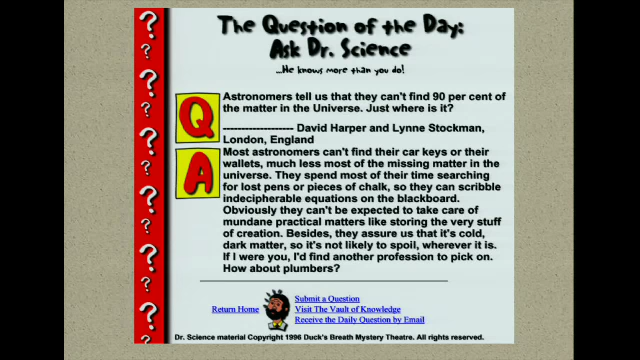 The Question of the Day:
Ask Dr. Science
...He knows more than you do!
Q
Astronomers tell us that they can't find 90 per cent of
the matter in the Universe. Just where is it?
------------------- David Harper and Lynne Stockman,
London, England
A
Most astronomers can't find their car keys or their
wallets, much less most of the missing matter in the
universe. They spend most of their time searching
for lost pens or pieces of chalk, so they can scribble
indecipherable equations on the blackboard.
Obviously they can't be expected to take care of
mundane practical matters like storing the very stuff
of creation. Besides, they assure us that it's cold,
dark matter, so it's not likely to spoil, wherever it is.
If I were you, I'd find another profession to pick on.
How about plumbers?
Submit a Question
Return Home
Visit The Vault of Knowledge
Receive the Daily Question by Email
Dr. Science material Copyright 1996 Duck's Breath Mystery Theatre. All rights reserved.